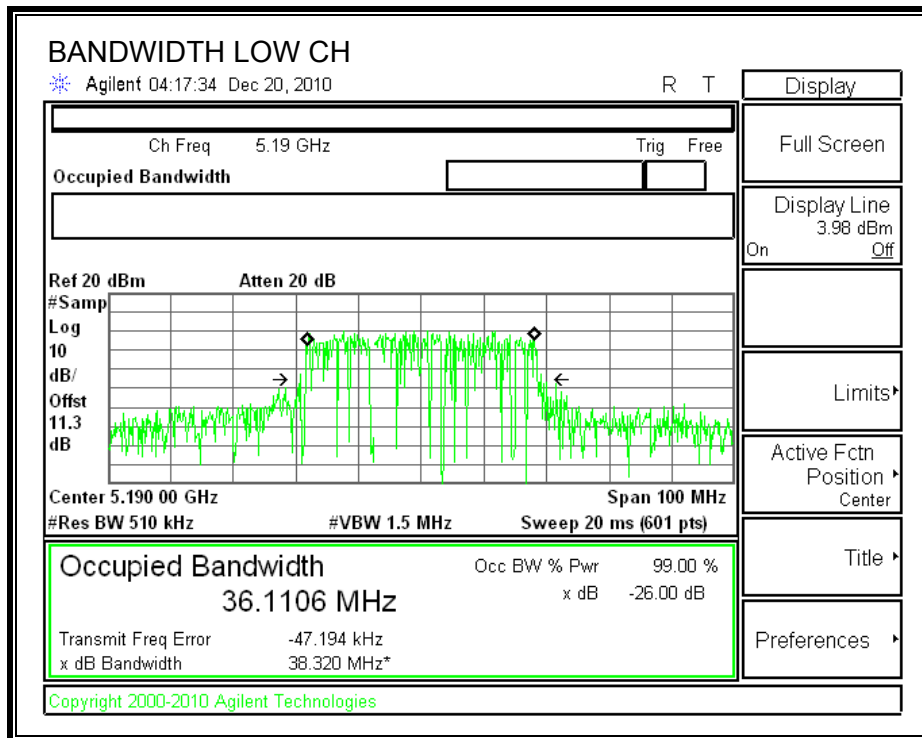 BANDWIDTH LOW CH
Agilent 04:17:34 Dec 20, 2010 R T
Display
Ch Freq 5.19 GHz Trig Free
Occupied Bandwidth
Full Screen
Display Line
3.98 dBm
On Off
Ref 20 dBm Atten 20 dB
#Samp
Log
10
dB/
Offst
11.3
dB
Center 5.190 00 GHz Span 100 MHz
#Res BW 510 kHz #VBW 1.5 MHz Sweep 20 ms (601 pts)
Limits
Active Fctn
Position
Center
Occupied Bandwidth
36.1106 MHz
Occ BW % Pwr 99.00 %
x dB -26.00 dB
Transmit Freq Error -47.194 kHz
x dB Bandwidth 38.320 MHz*
Title
Preferences
Copyright 2000-2010 Agilent Technologies